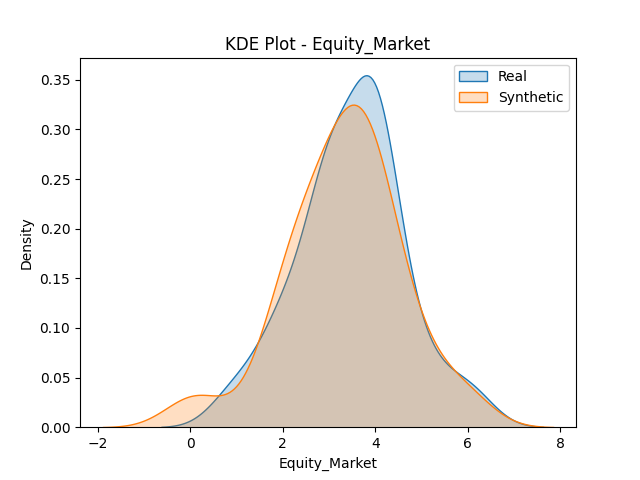 KDE Plot - Equity_Market
Real
Synthetic
Density
0.35
0.30
0.25
0.20
0.15
0.10
0.05
0.00
−2 0 2 4 6 8
Equity_Market